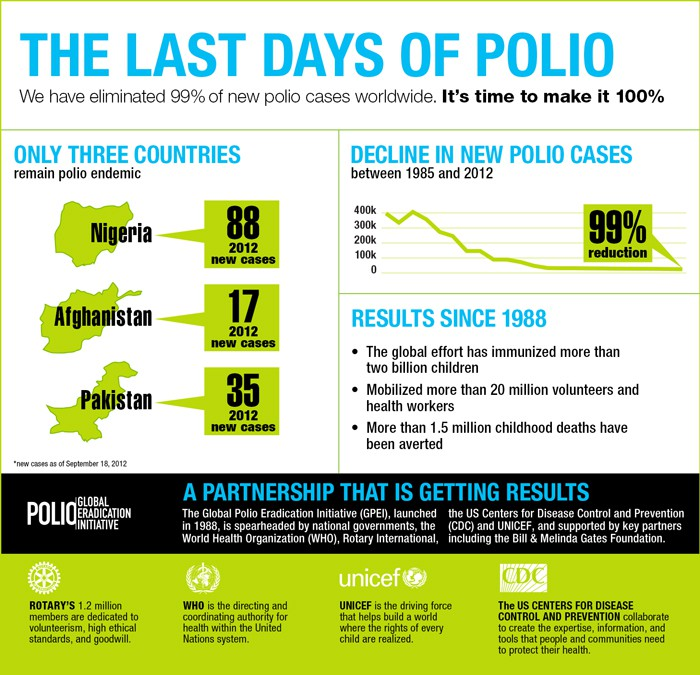 THE LAST DAYS OF POLIO
We have eliminated 99% of new polio cases worldwide. It's time to make it 100%
ONLY THREE COUNTRIES
remain polio endemic
Nigeria
88
2012
new cases
Afghanistan
17
2012
new cases
Pakistan
35
2012
new cases
*new cases as of September 18, 2012
DECLINE IN NEW POLIO CASES
between 1985 and 2012
400k
300k
200k
100k
0
99%
reduction
RESULTS SINCE 1988
• The global effort has immunized more than
two billion children
• Mobilized more than 20 million volunteers and
health workers
• More than 1.5 million childhood deaths have
been averted
POLIO GLOBAL
ERADICATION
INITIATIVE
A PARTNERSHIP THAT IS GETTING RESULTS
The Global Polio Eradication Initiative (GPEI), launched
in 1988, is spearheaded by national governments, the
World Health Organization (WHO), Rotary International,
the US Centers for Disease Control and Prevention
(CDC) and UNICEF, and supported by key partners
including the Bill & Melinda Gates Foundation.
ROTARY'S 1.2 million
members are dedicated to
volunteerism, high ethical
standards, and goodwill.
WHO is the directing and
coordinating authority for
health within the United
Nations system.
unicef
UNICEF is the driving force
that helps build a world
where the rights of every
child are realized.
CDC
The US CENTERS FOR DISEASE
CONTROL AND PREVENTION collaborate
to create the expertise, information, and
tools that people and communities need
to protect their health.